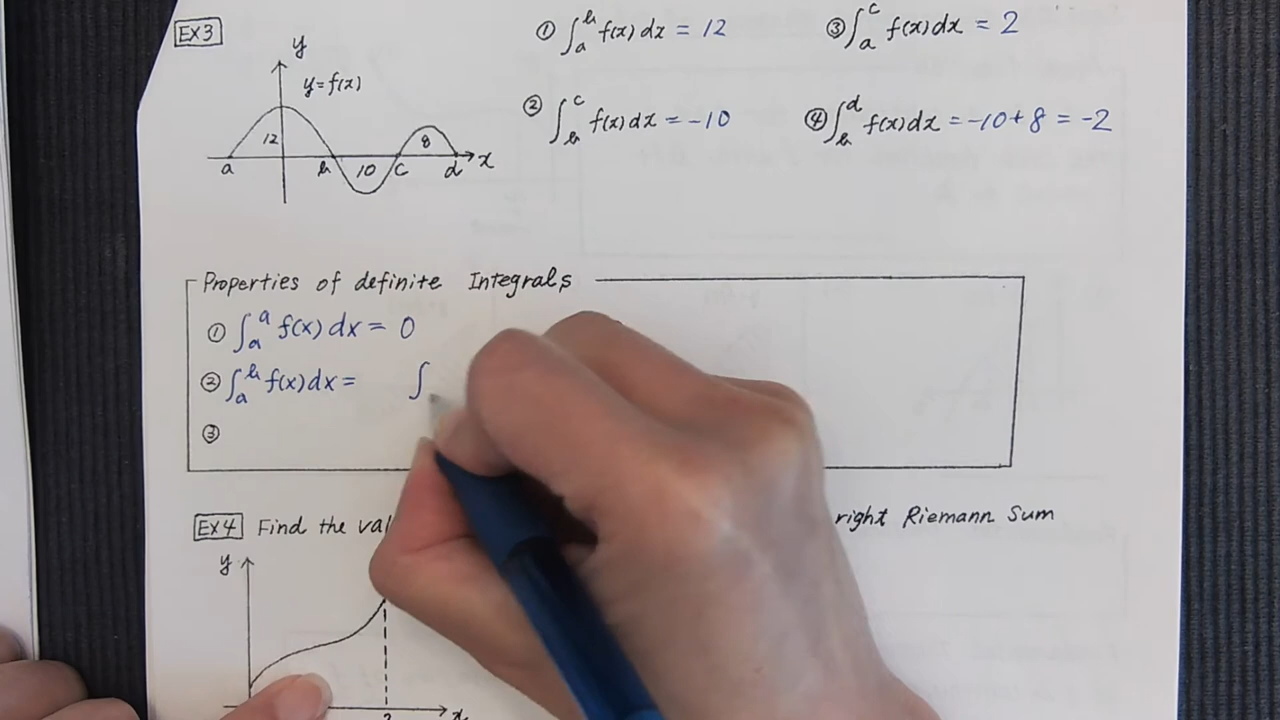 EX3
y
y=f(x)
12
a b 10 c 8 d x
① ∫_a^b f(x) dx = 12
② ∫_b^c f(x) dx = -10
③ ∫_a^c f(x) dx = 2
④ ∫_b^d f(x) dx = -10+8 = -2
Properties of definite Integrals
① ∫_a^a f(x) dx = 0
② ∫_a^b f(x) dx = ∫
③
EX4 Find the right Riemann Sum
y
x